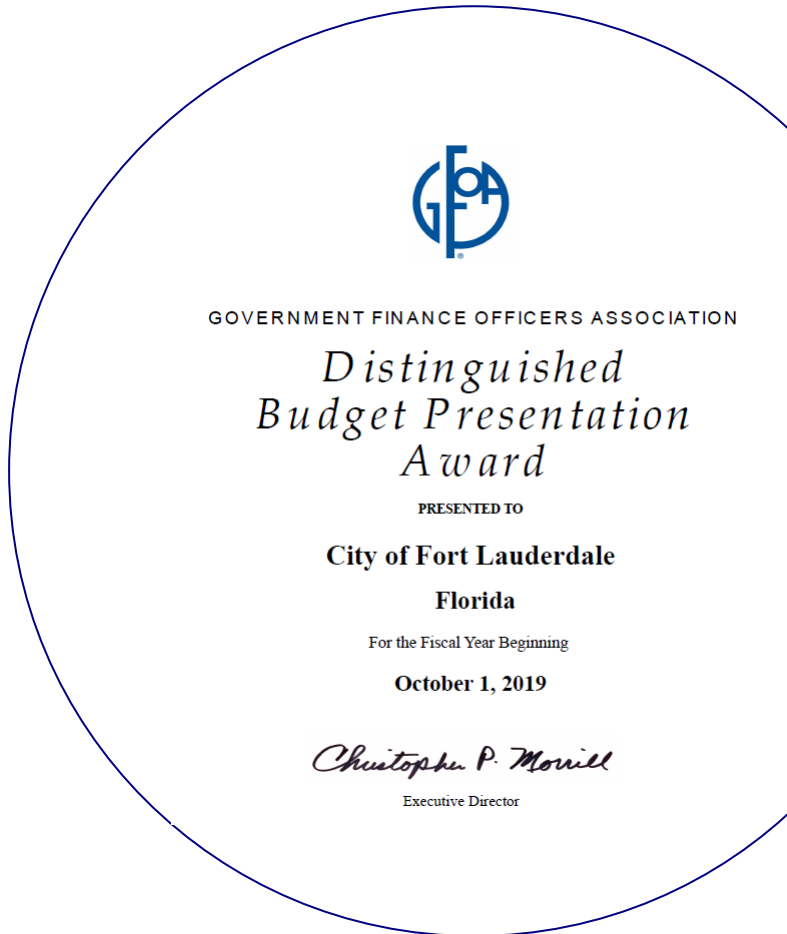 GFOA
®
GOVERNMENT FINANCE OFFICERS ASSOCIATION
Distinguished
Budget Presentation
Award
PRESENTED TO
City of Fort Lauderdale
Florida
For the Fiscal Year Beginning
October 1, 2019
Christopher P. Morrill
Executive Director